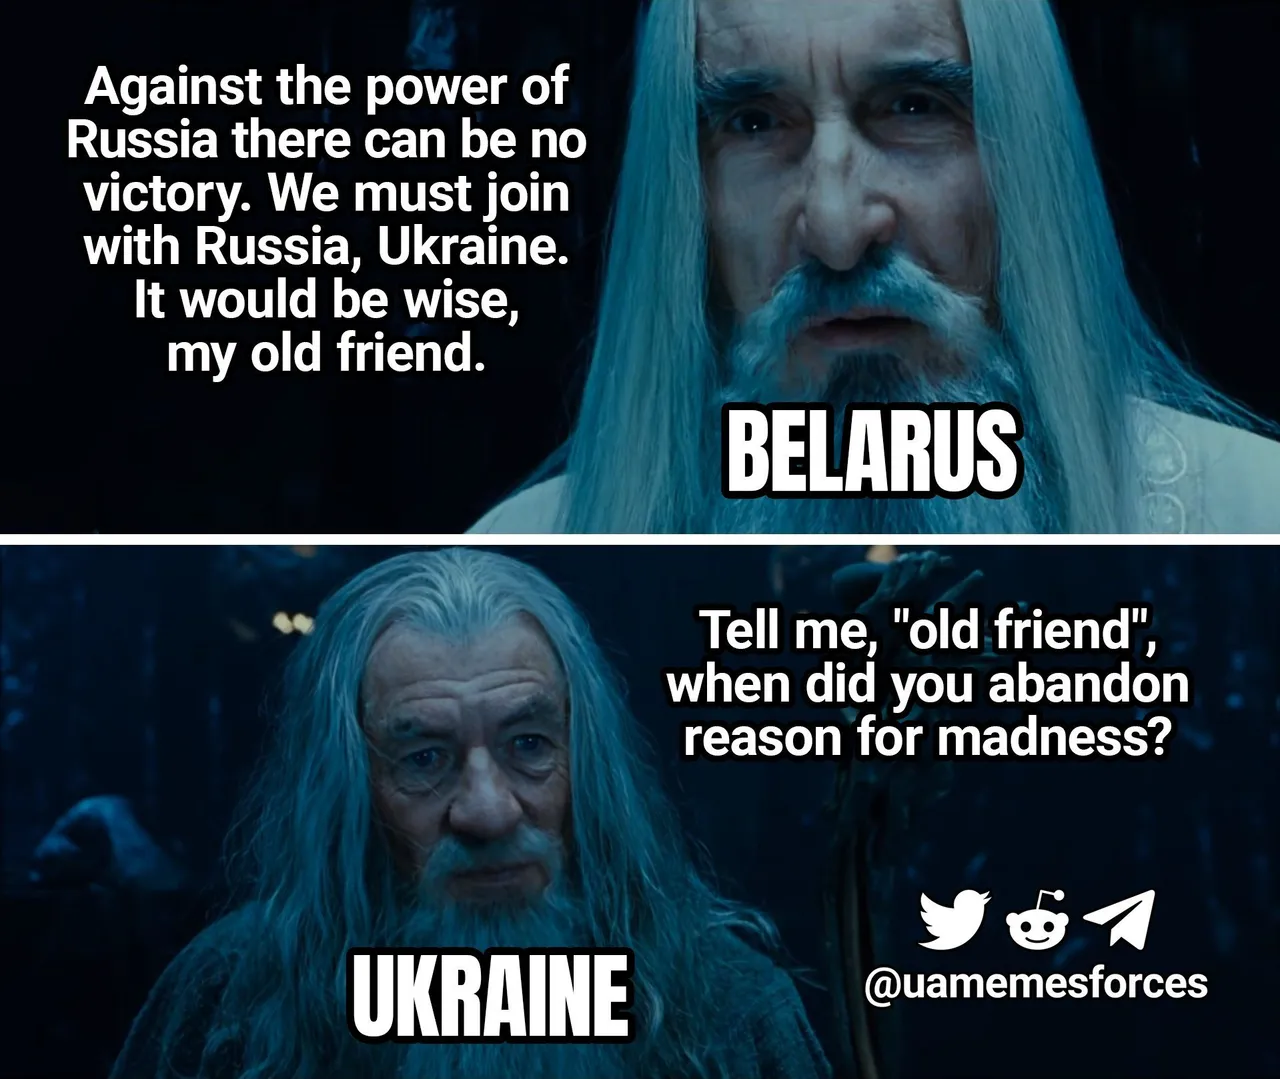 Against the power of
Russia there can be no
victory. We must join
with Russia, Ukraine.
It would be wise,
my old friend.
BELARUS
Tell me, "old friend",
when did you abandon
reason for madness?
UKRAINE
@uamemesforces